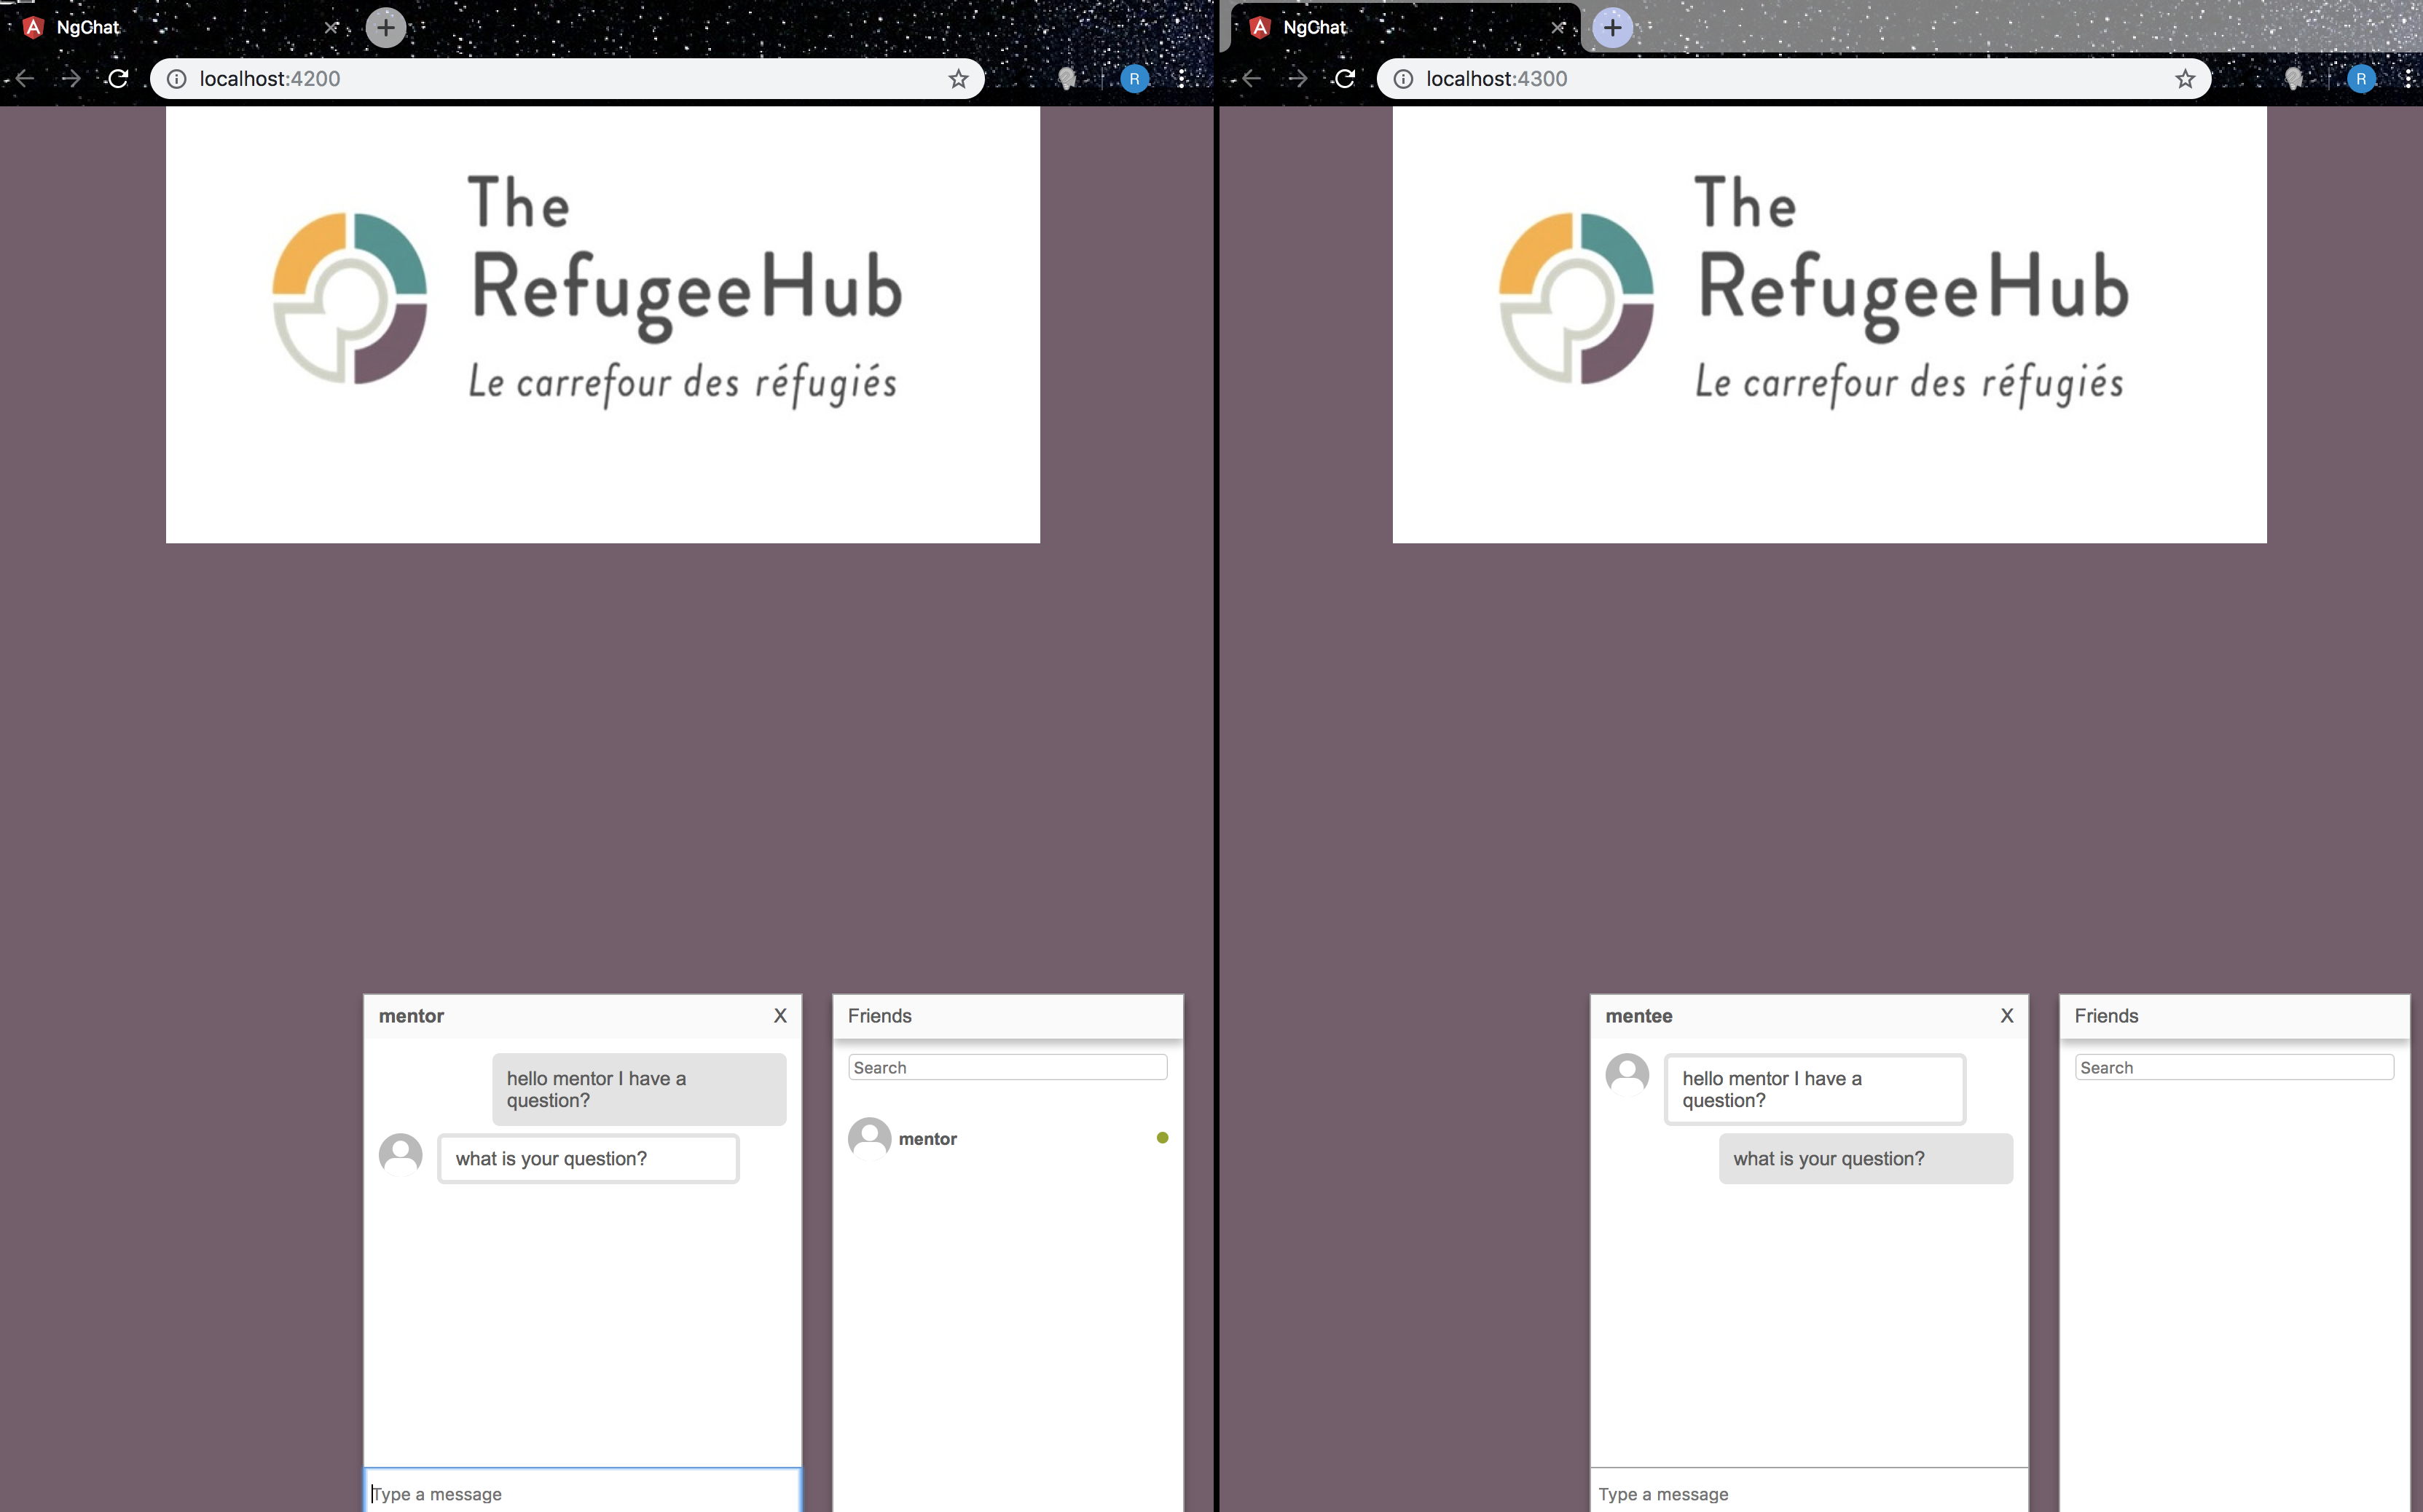 NgChat
localhost:4200
R
The
RefugeeHub
Le carrefour des réfugiés
mentor
X
hello mentor I have a
question?
what is your question?
Type a message
Friends
Search
mentor
NgChat
localhost:4300
R
The
RefugeeHub
Le carrefour des réfugiés
mentee
X
hello mentor I have a
question?
what is your question?
Type a message
Friends
Search